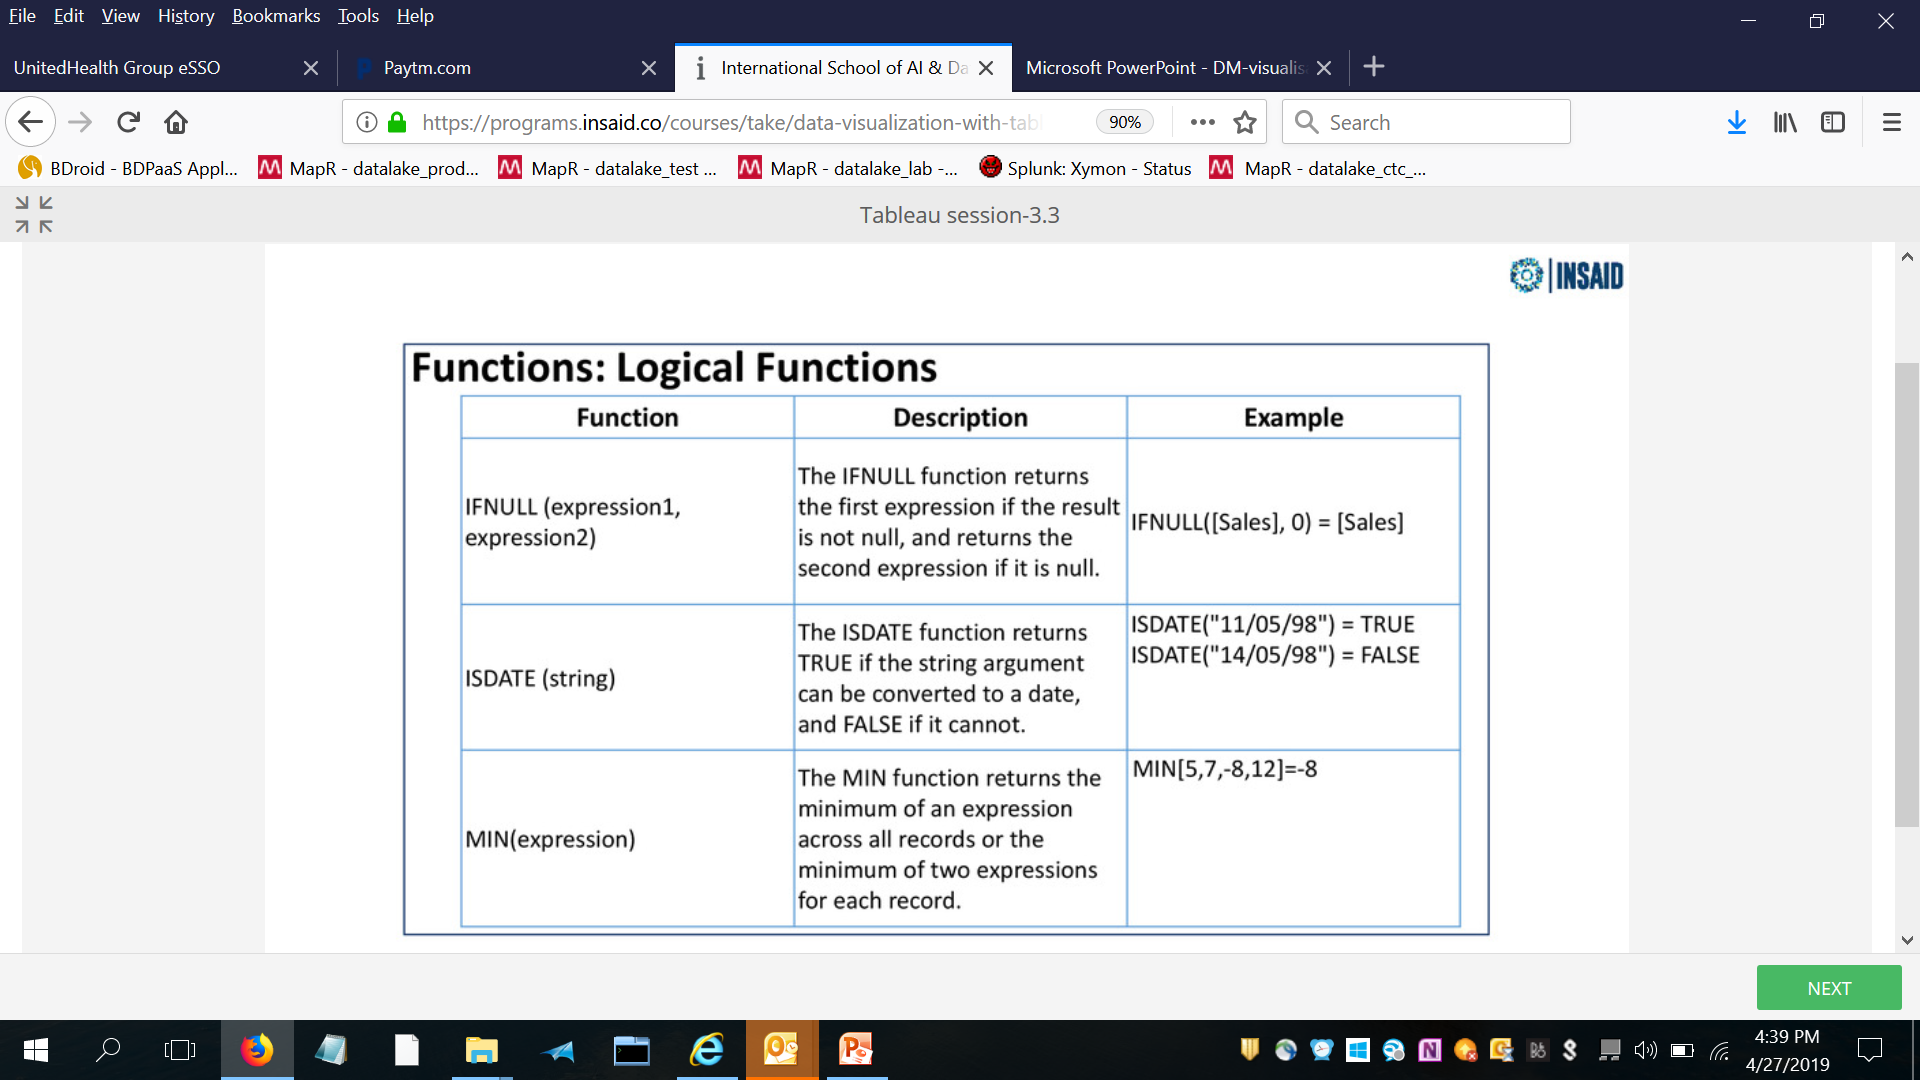 File Edit View History Bookmarks Tools Help
UnitedHealth Group eSSO
Paytm.com
International School of AI & Da
Microsoft PowerPoint - DM-visualis
https://programs.insaid.co/courses/take/data-visualization-with-tabl
90%
Search
BDroid - BDPaaS Appl...
MapR - datalake_prod...
MapR - datalake_test ...
MapR - datalake_lab -...
Splunk: Xymon - Status
MapR - datalake_ctc_...
Tableau session-3.3
INSAID
Functions: Logical Functions
Function
Description
Example
IFNULL (expression1,
expression2)
The IFNULL function returns
the first expression if the result
is not null, and returns the
second expression if it is null.
IFNULL([Sales], 0) = [Sales]
ISDATE (string)
The ISDATE function returns
TRUE if the string argument
can be converted to a date,
and FALSE if it cannot.
ISDATE("11/05/98") = TRUE
ISDATE("14/05/98") = FALSE
MIN(expression)
The MIN function returns the
minimum of an expression
across all records or the
minimum of two expressions
for each record.
MIN[5,7,-8,12]=-8
NEXT
4:39 PM
4/27/2019